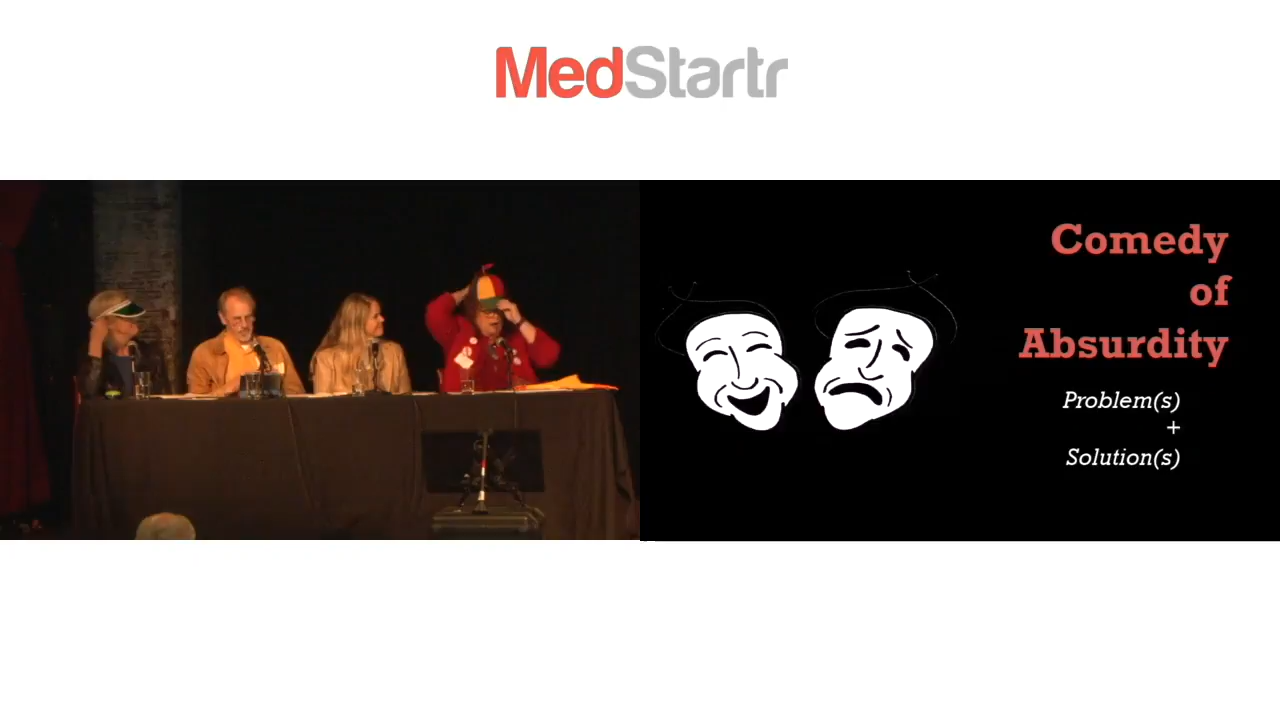 MedStartr
Comedy
of
Absurdity
Problem(s)
+
Solution(s)